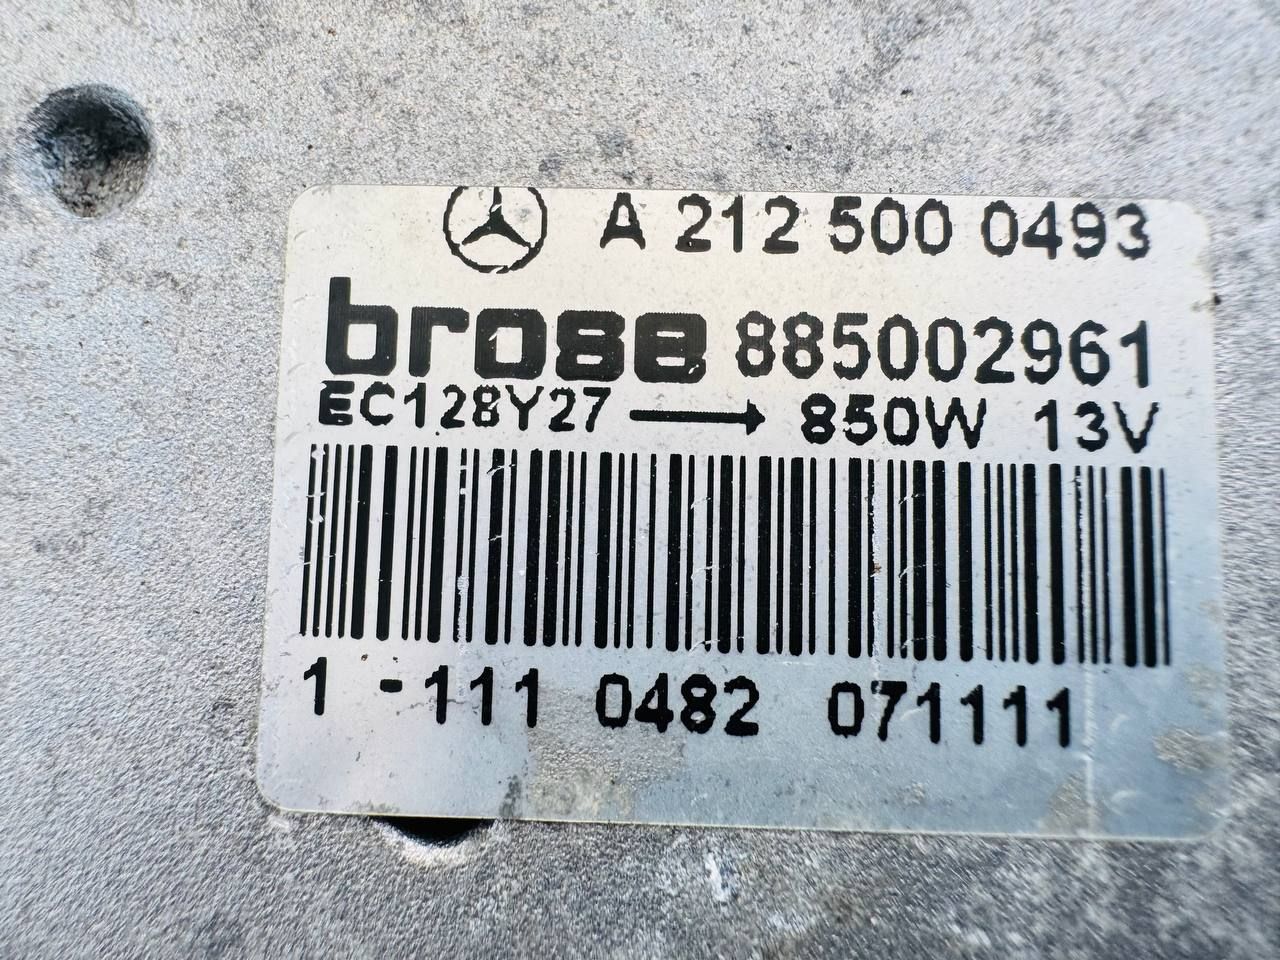 A 212 500 0493
brose 885002961
EC128Y27 → 850W 13V
1 -111 0482 071111